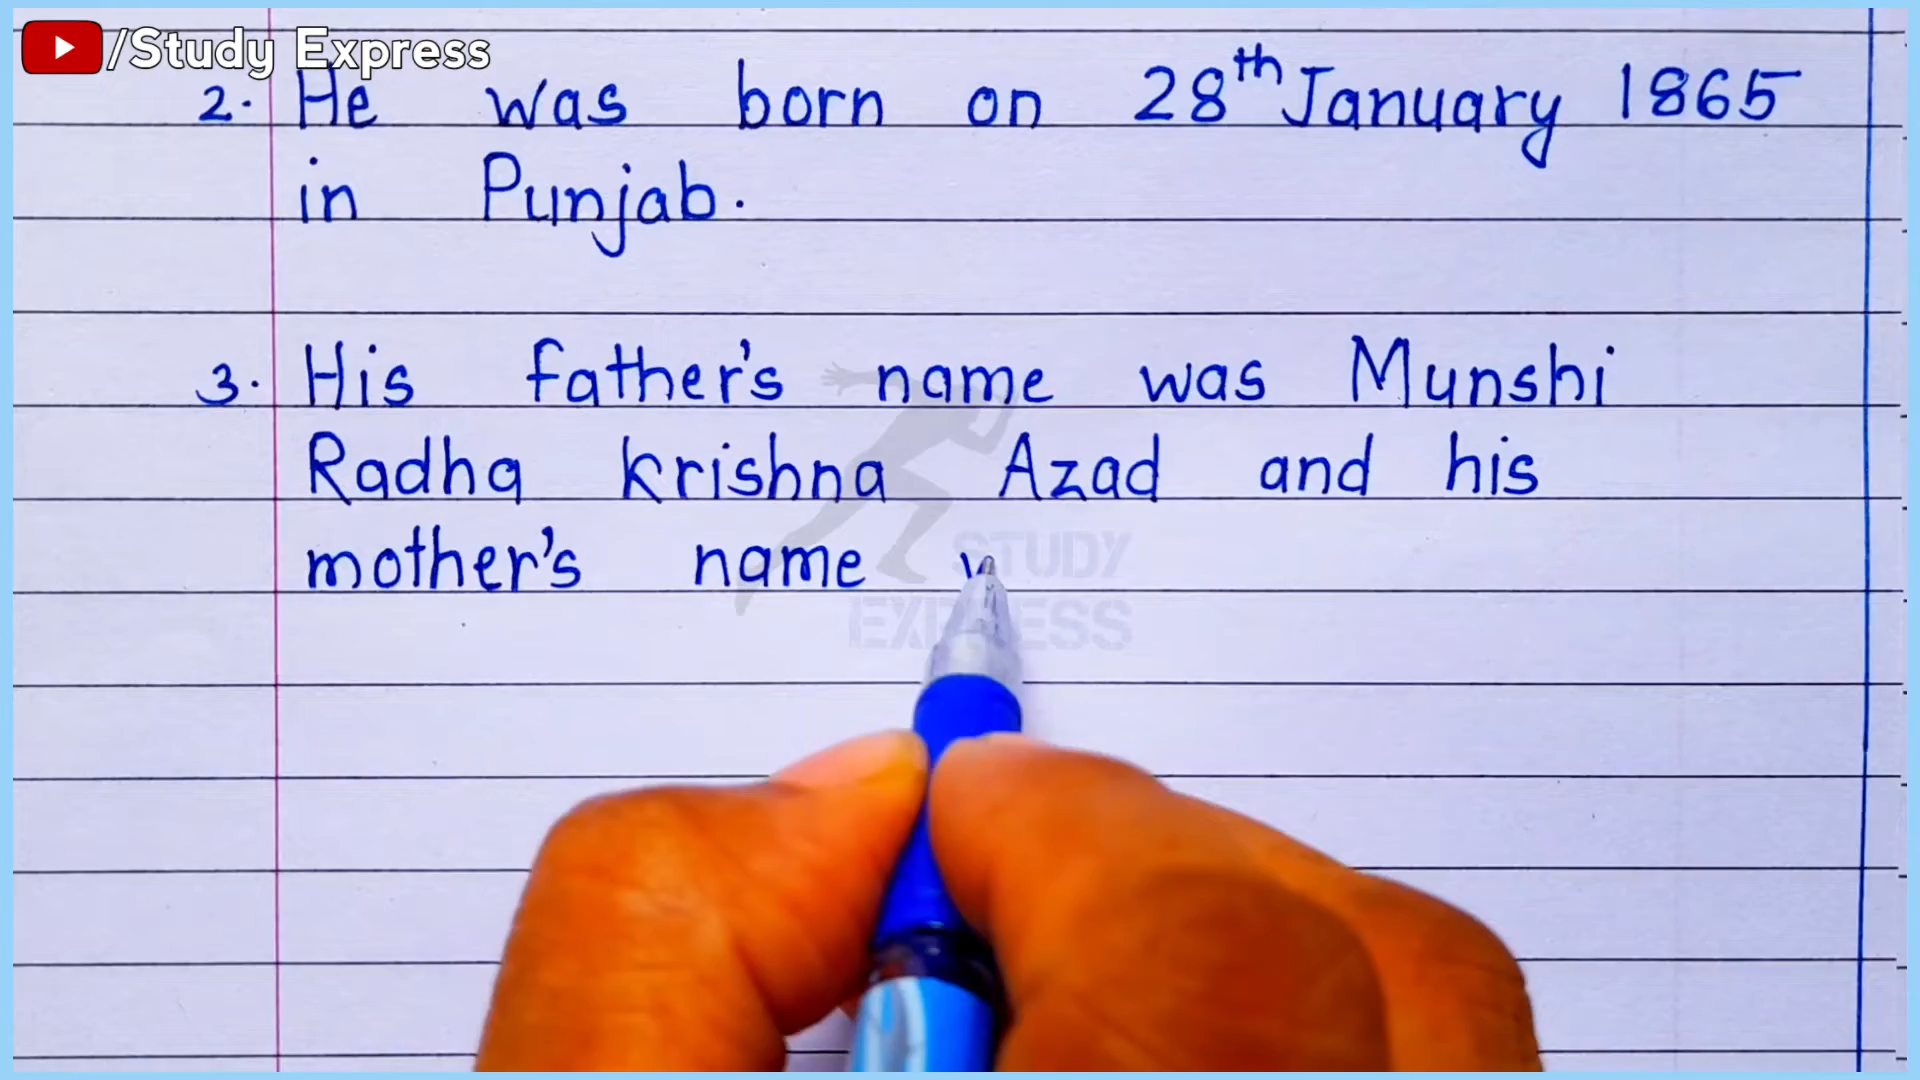 /Study Express
2. He was born on 28th January 1865
in Punjab.
3. His father's name was Munshi
Radha krishna Azad and his
mother's name w
STUDY
EXPRESS